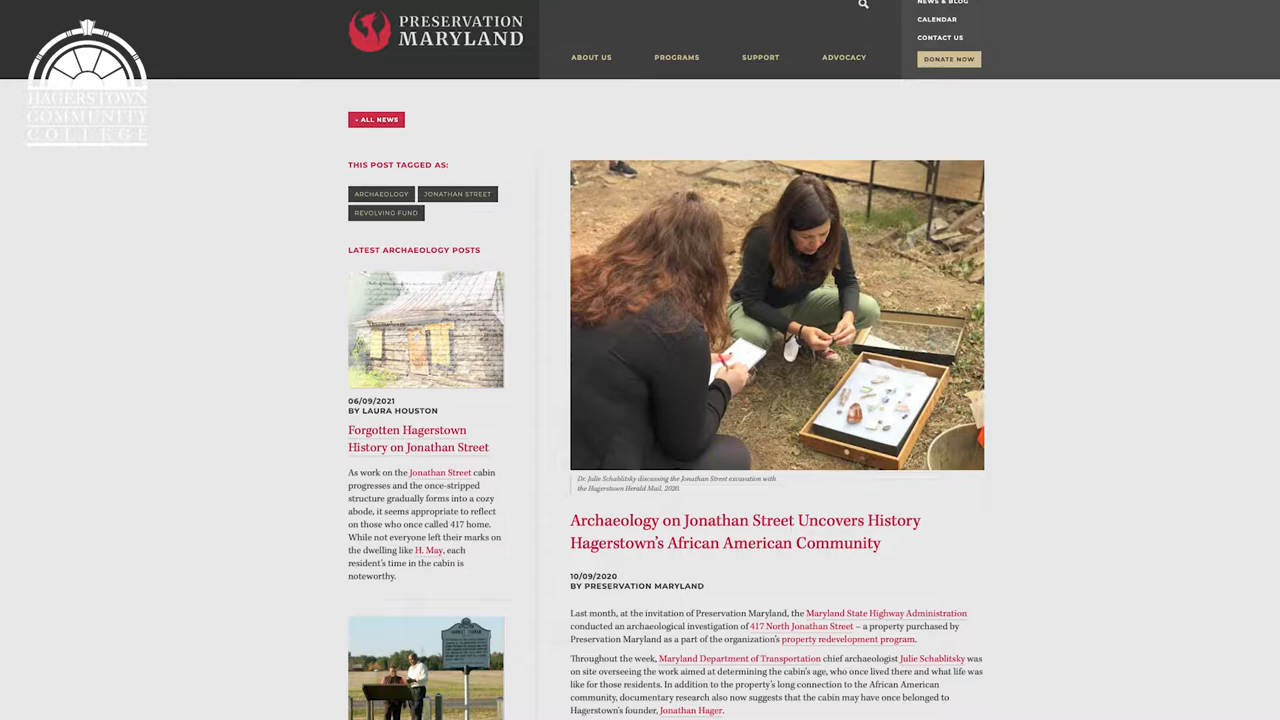 HAGERSTOWN
COMMUNITY
COLLEGE
PRESERVATION
MARYLAND
ABOUT US
PROGRAMS
SUPPORT
ADVOCACY
NEWS & BLOG
CALENDAR
CONTACT US
DONATE NOW
« ALL NEWS
THIS POST TAGGED AS:
ARCHAEOLOGY
JONATHAN STREET
REVOLVING FUND
LATEST ARCHAEOLOGY POSTS
06/09/2021
BY LAURA HOUSTON
Forgotten Hagerstown
History on Jonathan Street
As work on the Jonathan Street cabin
progresses and the once-stripped
structure gradually forms into a cozy
abode, it seems appropriate to reflect
on those who once called 417 home.
While not everyone left their marks on
the dwelling like H. May, each
resident's time in the cabin is
noteworthy.
Dr. Julie Schablitsky discussing the Jonathan Street excavation with
the Hagerstown Herald Mail, 2020.
Archaeology on Jonathan Street Uncovers History
Hagerstown's African American Community
10/09/2020
BY PRESERVATION MARYLAND
Last month, at the invitation of Preservation Maryland, the Maryland State Highway Administration
conducted an archaeological investigation of 417 North Jonathan Street – a property purchased by
Preservation Maryland as a part of the organization's property redevelopment program.
Throughout the week, Maryland Department of Transportation chief archaeologist Julie Schablitsky was
on site overseeing the work aimed at determining the cabin's age, who once lived there and what life was
like for those residents. In addition to the property's long connection to the African American
community, documentary research also now suggests that the cabin may have once belonged to
Hagerstown's founder, Jonathan Hager.